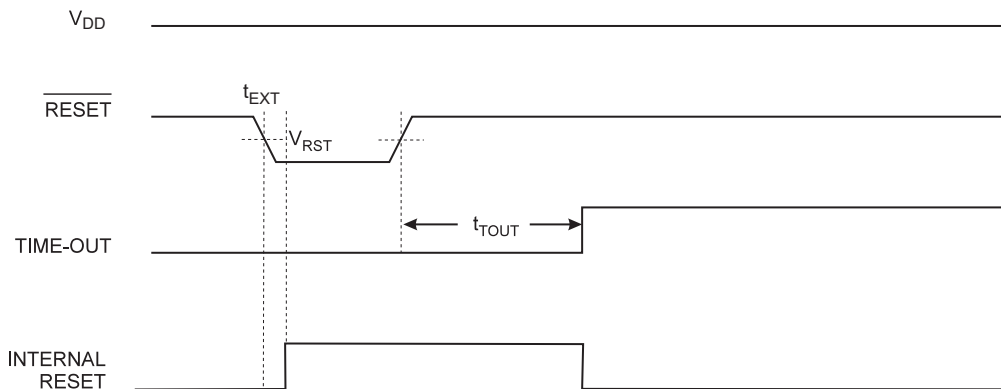 VDD
RESET
tEXT
VRST
tTOUT
TIME-OUT
INTERNAL
RESET